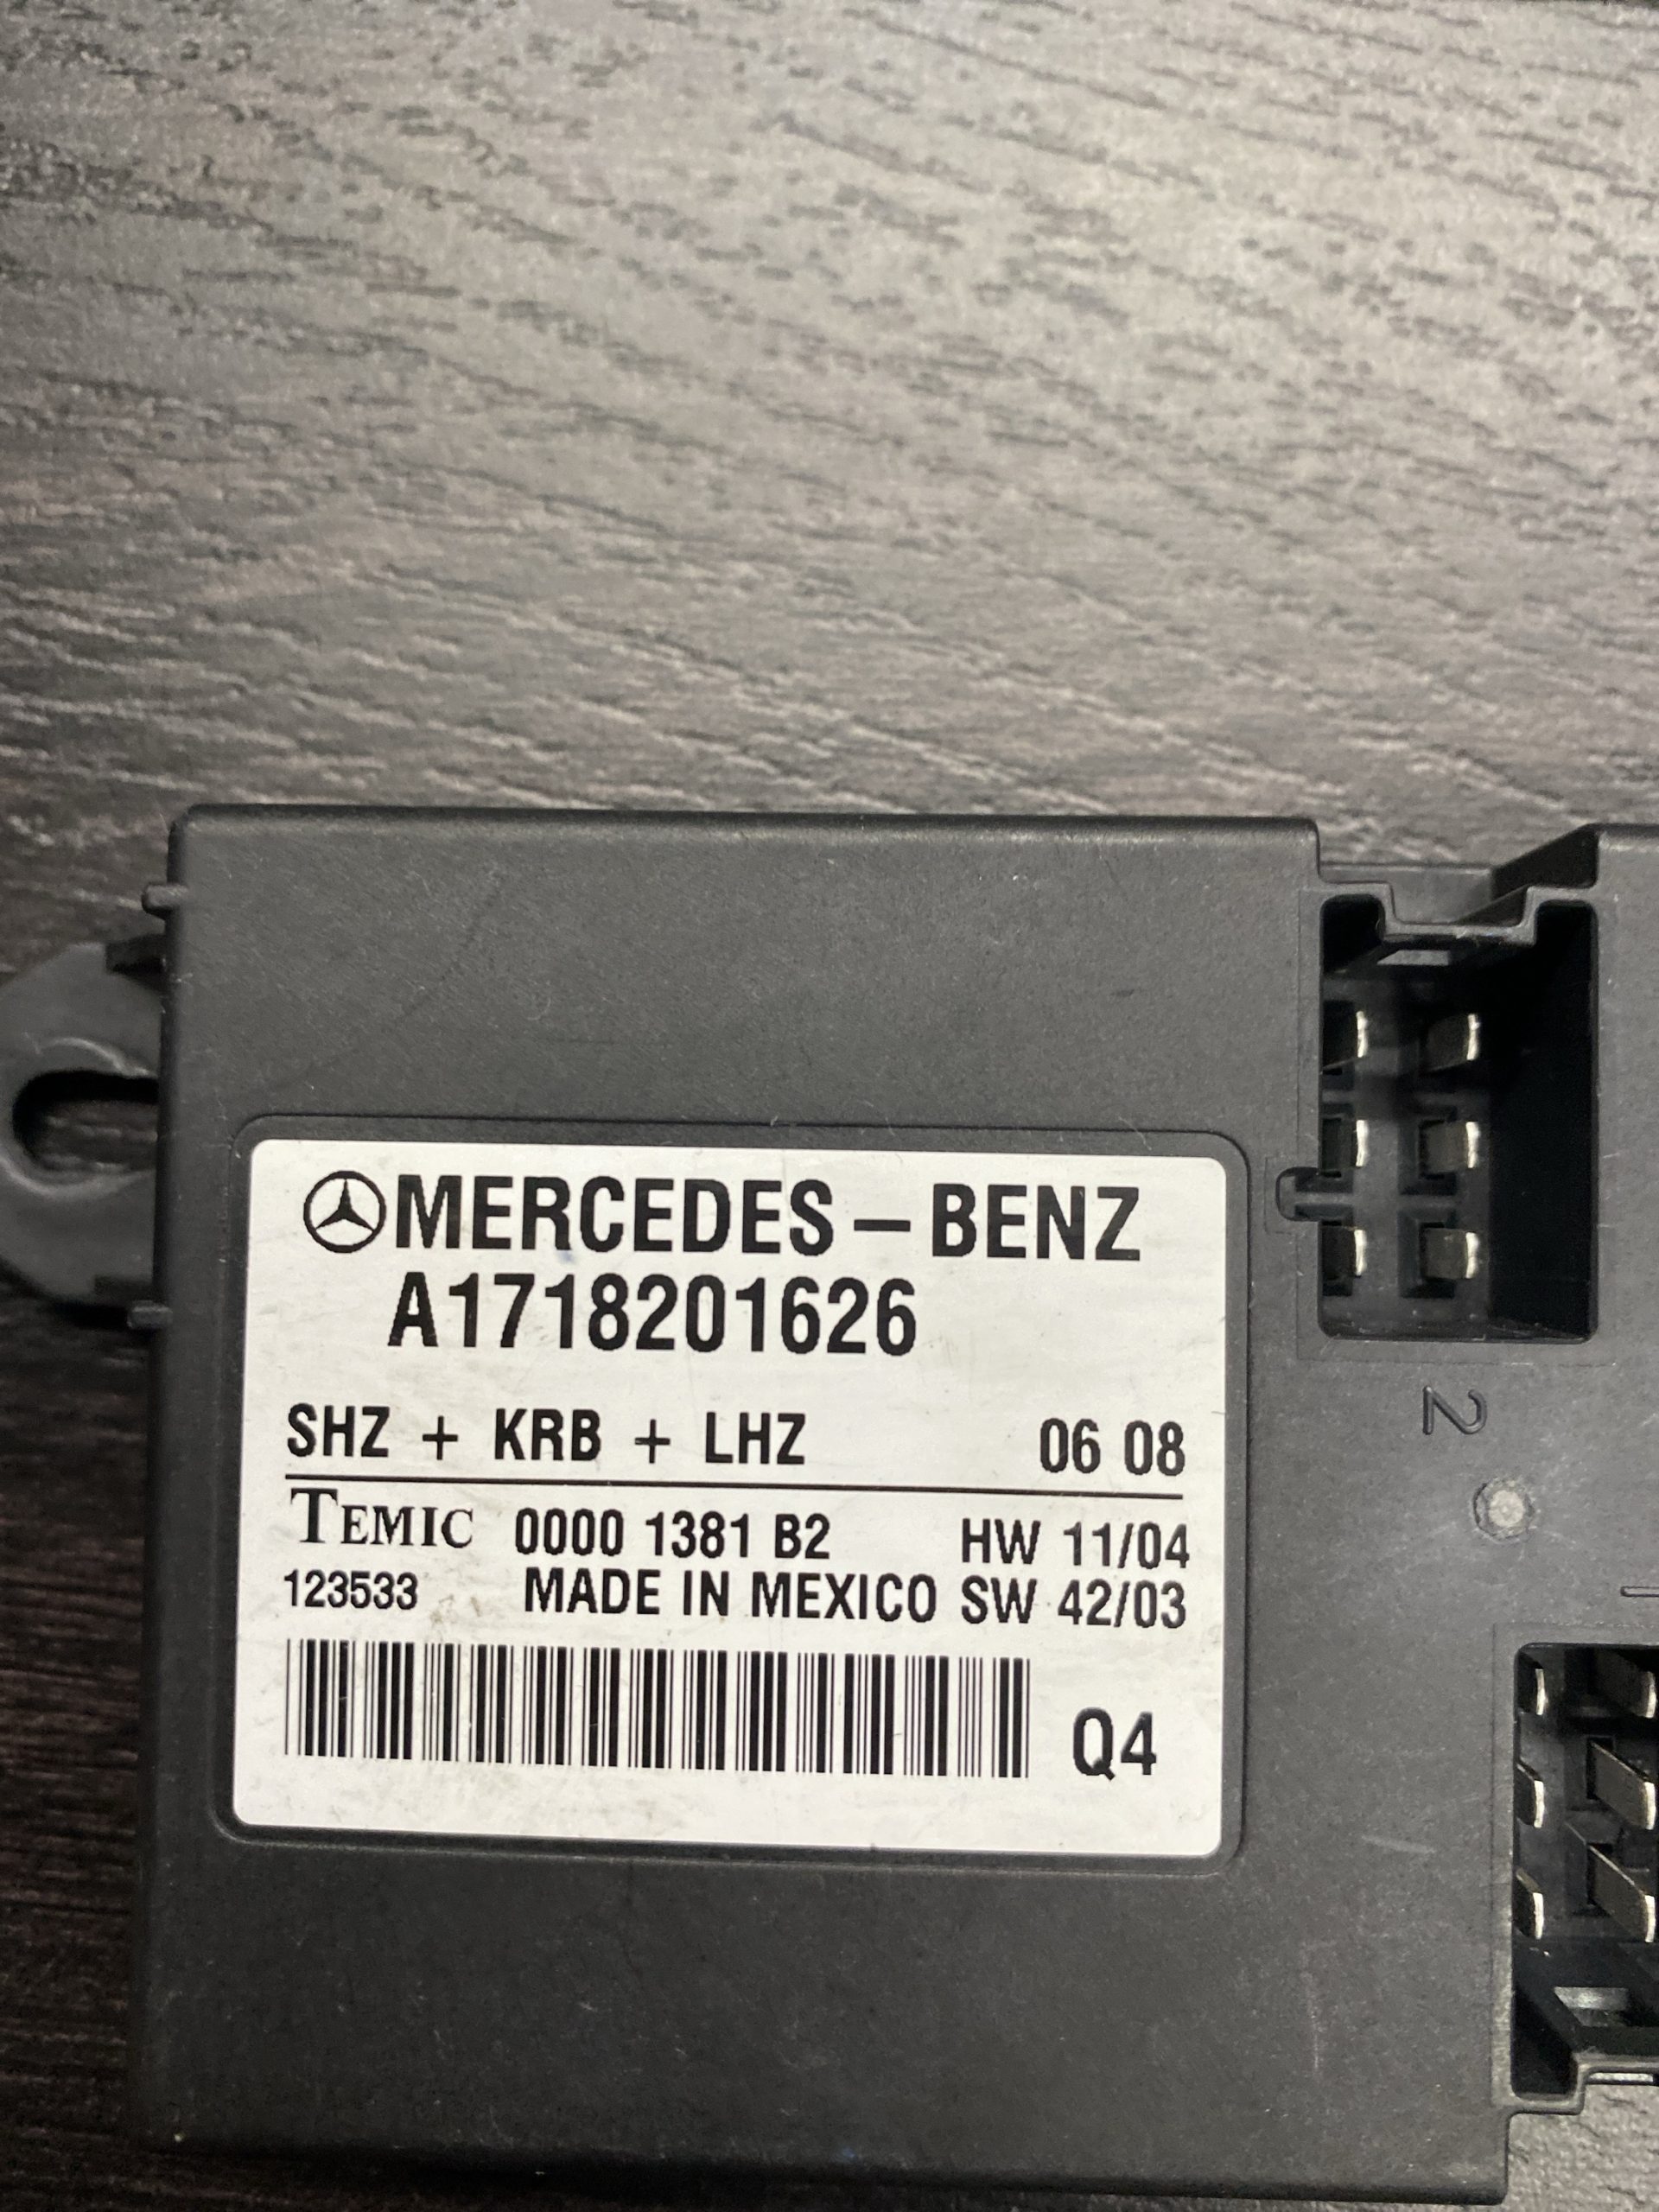 MERCEDES – BENZ
A1718201626
SHZ + KRB + LHZ 06 08
TEMIC 0000 1381 B2 HW 11/04
123533 MADE IN MEXICO SW 42/03
Q4
2